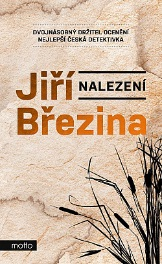 DVOJNÁSOBNÝ DRŽITEL OCENĚNÍ
NEJLEPŠÍ ČESKÁ DETEKTIVKA
Jiří NALEZENÍ
Březina
motto